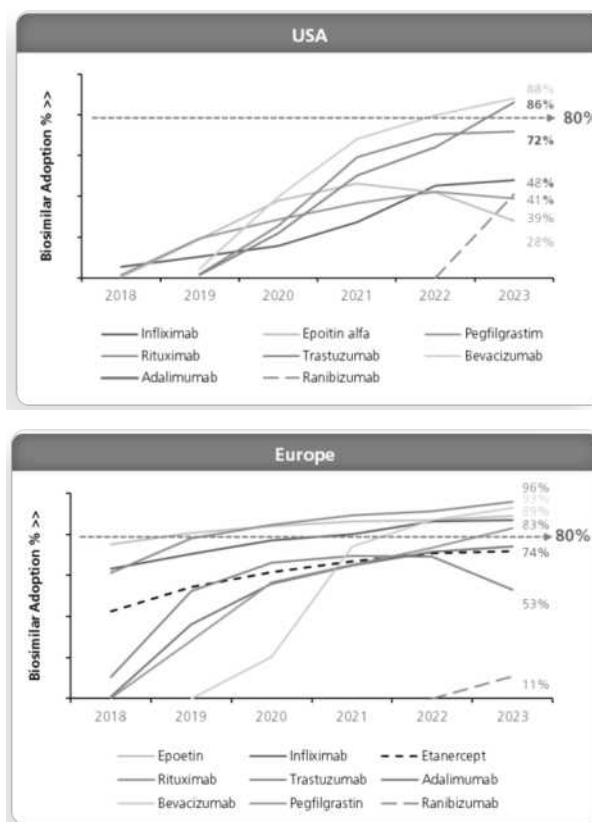 USA
Biosimilar Adoption % >>
88%
86%
80%
72%
48%
41%
39%
28%
2018 2019 2020 2021 2022 2023
Infliximab Epoitin alfa Pegfilgrastim
Rituximab Trastuzumab Bevacizumab
Adalimumab Ranibizumab
Europe
Biosimilar Adoption % >>
96%
93%
89%
83%
80%
74%
53%
11%
2018 2019 2020 2021 2022 2023
Epoetin Infliximab Etanercept
Rituximab Trastuzumab Adalimumab
Bevacizumab Pegfilgrastin Ranibizumab